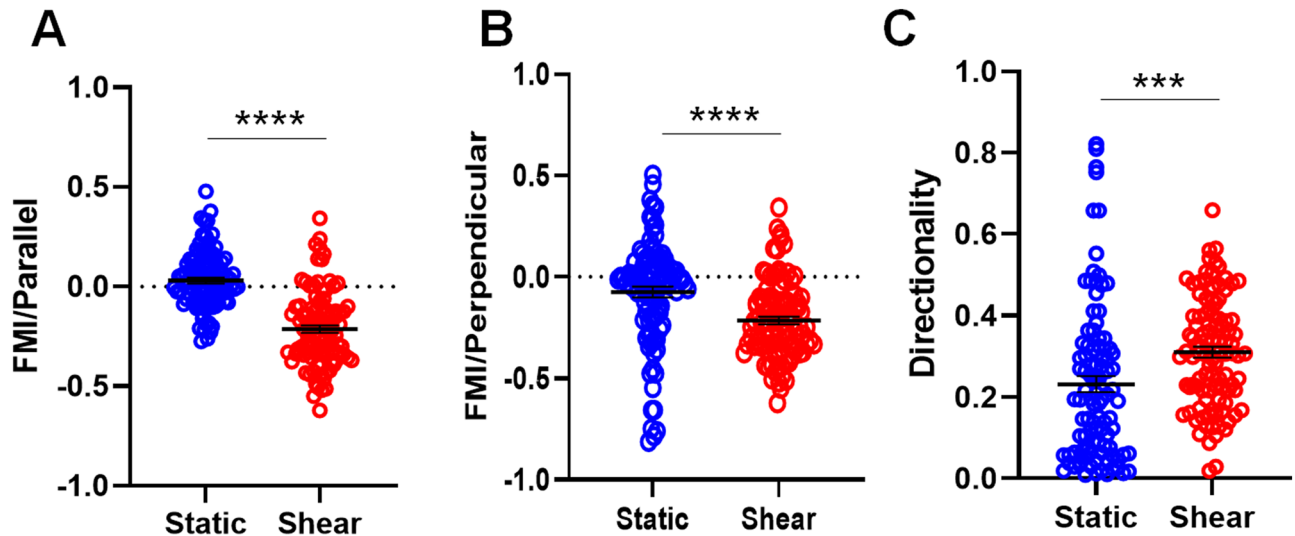 A
FMI/Parallel
1.0
0.5
0.0
-0.5
-1.0
****
Static
Shear
B
FMI/Perpendicular
1.0
0.5
0.0
-0.5
-1.0
****
Static
Shear
C
Directionality
1.0
0.8
0.6
0.4
0.2
0.0
***
Static
Shear